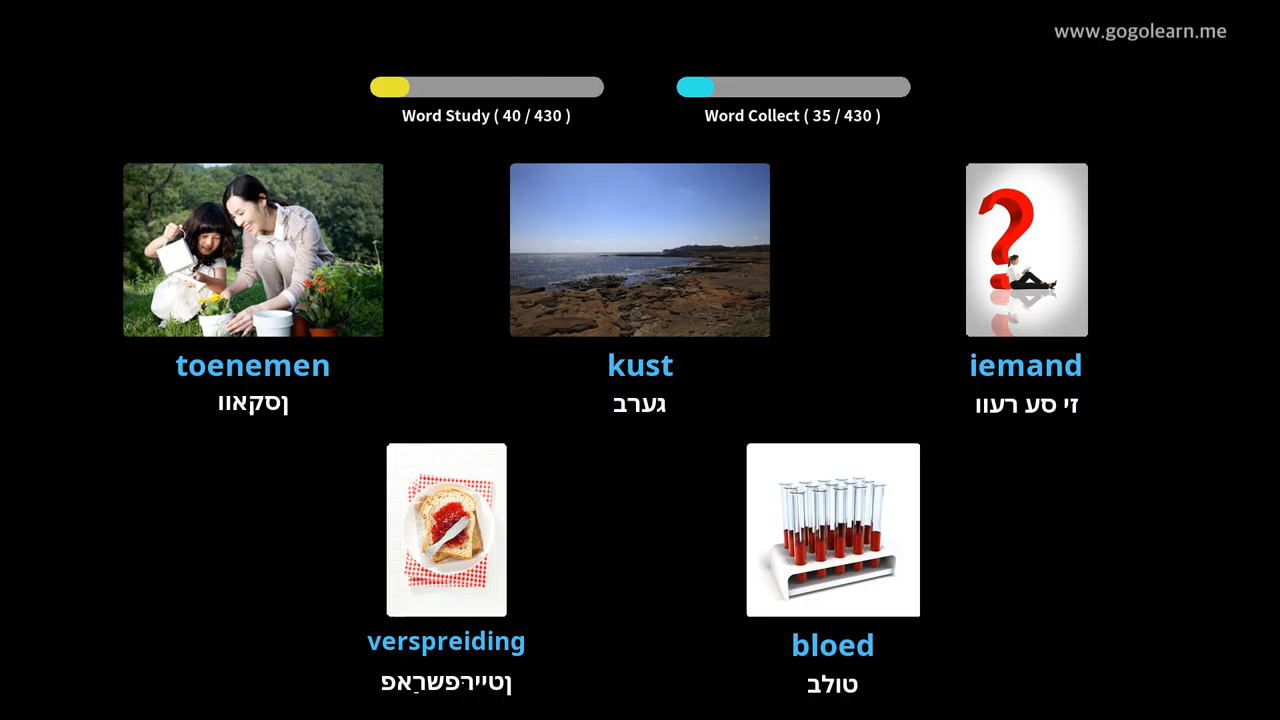 www.gogolearn.me
Word Study ( 40 / 430 )
Word Collect ( 35 / 430 )
toenemen
ןסקאוו
kust
גערב
iemand
יז סע רעוו
verspreiding
ןטיירּפשרַאפ
bloed
טולב